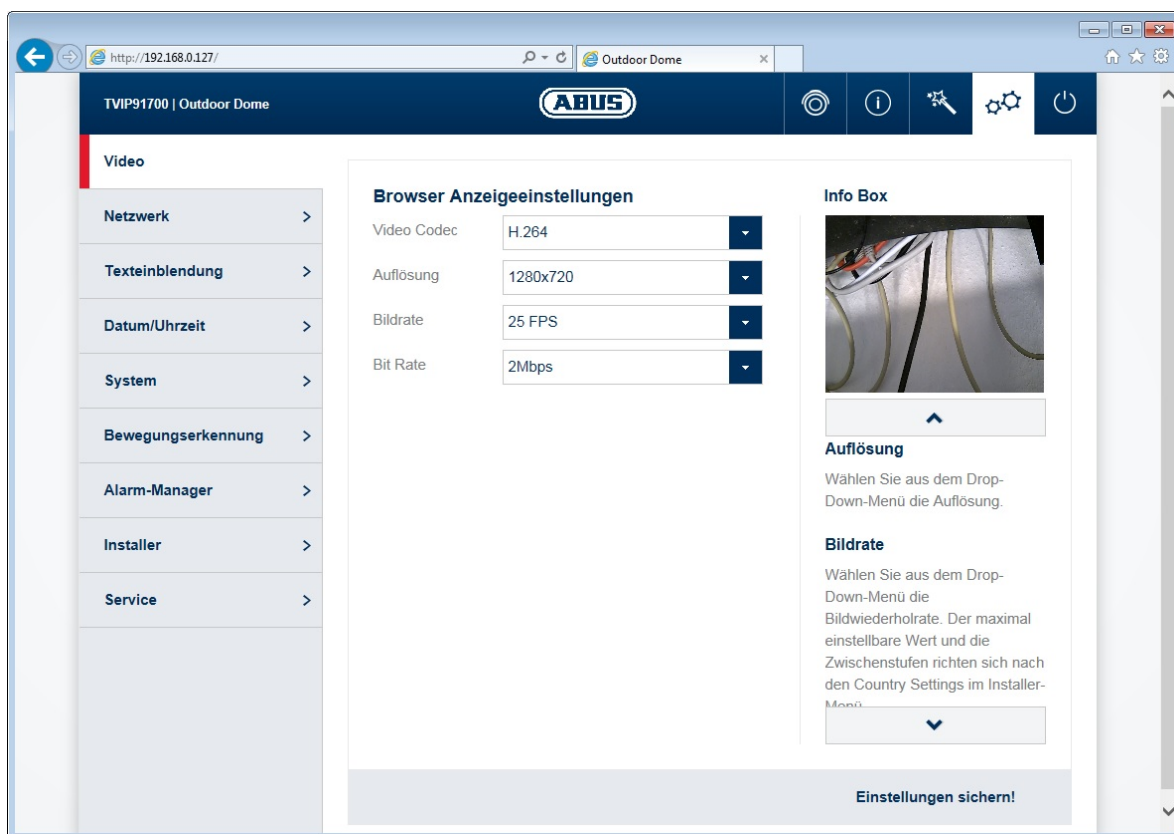 http://192.168.0.127/
Outdoor Dome
TVIP91700 | Outdoor Dome
ABUS
Video
Netzwerk
Texteinblendung
Datum/Uhrzeit
System
Bewegungserkennung
Alarm-Manager
Installer
Service
Browser Anzeigeeinstellungen
Video Codec
H.264
Auflösung
1280x720
Bildrate
25 FPS
Bit Rate
2Mbps
Info Box
Auflösung
Wählen Sie aus dem Drop-
Down-Menü die Auflösung.
Bildrate
Wählen Sie aus dem Drop-
Down-Menü die
Bildwiederholrate. Der maximal
einstellbare Wert und die
Zwischenstufen richten sich nach
den Country Settings im Installer-
Menü
Einstellungen sichern!